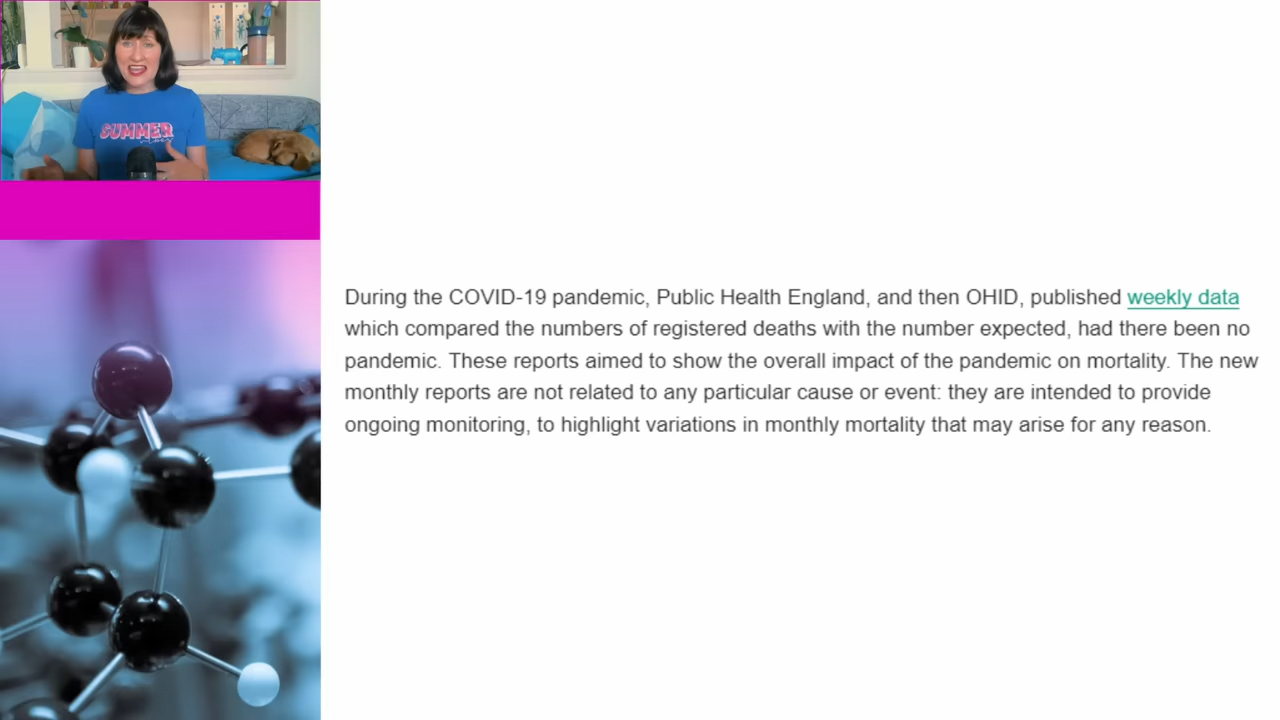 SUMMER
During the COVID-19 pandemic, Public Health England, and then OHID, published weekly data
which compared the numbers of registered deaths with the number expected, had there been no
pandemic. These reports aimed to show the overall impact of the pandemic on mortality. The new
monthly reports are not related to any particular cause or event: they are intended to provide
ongoing monitoring, to highlight variations in monthly mortality that may arise for any reason.